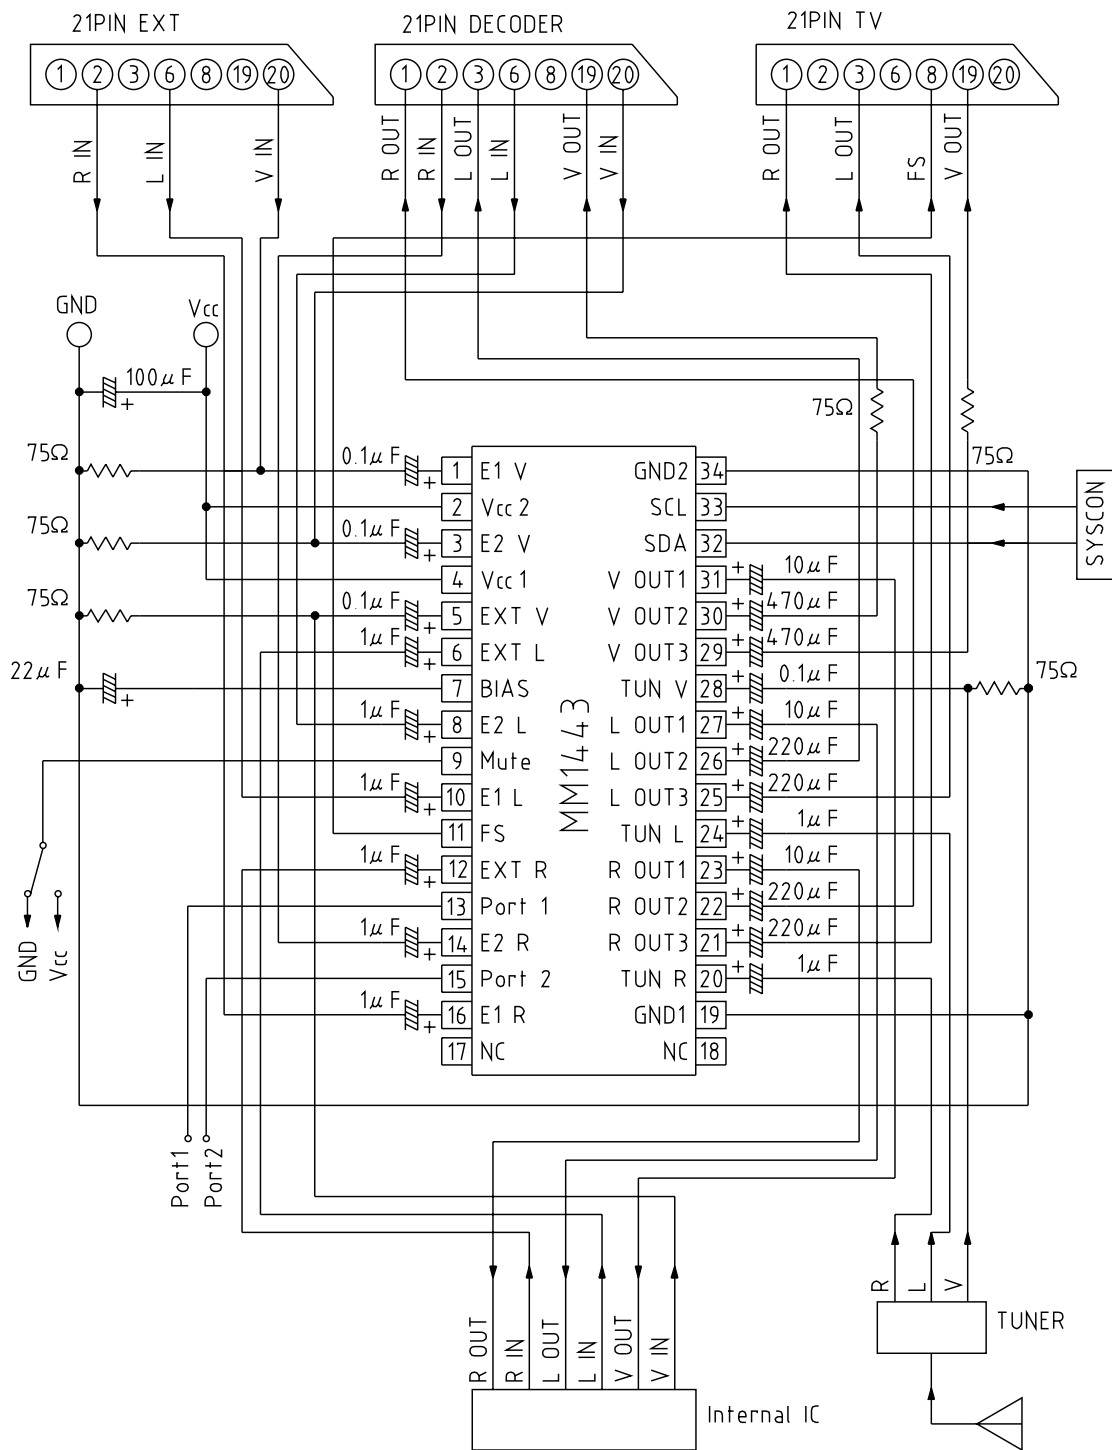 21PIN EXT
21PIN DECODER
21PIN TV
1 2 3 6 8 19 20
1 2 3 6 8 19 20
1 2 3 6 8 19 20
R IN
L IN
V IN
R OUT
R IN
L OUT
L IN
V OUT
V IN
R OUT
L OUT
FS
V OUT
GND
Vcc
100μF
+
75Ω
75Ω
75Ω
75Ω
75Ω
75Ω
22μF
+
0.1μF
+
0.1μF
+
0.1μF
+
1μF
+
1μF
+
1μF
+
1μF
+
1μF
+
1μF
+
1 E1 V
2 Vcc2
3 E2 V
4 Vcc1
5 EXT V
6 EXT L
7 BIAS
8 E2 L
9 Mute
10 E1 L
11 FS
12 EXT R
13 Port 1
14 E2 R
15 Port 2
16 E1 R
17 NC
MM1443
GND2 34
SCL 33
SDA 32
V OUT1 31 + 10μF
V OUT2 30 + 470μF
V OUT3 29 + 470μF
TUN V 28 + 0.1μF
L OUT1 27 + 10μF
L OUT2 26 + 220μF
L OUT3 25 + 220μF
TUN L 24 + 1μF
R OUT1 23 + 10μF
R OUT2 22 + 220μF
R OUT3 21 + 220μF
TUN R 20 + 1μF
GND1 19
NC 18
SYSCON
GND
Vcc
Port1
Port2
R OUT
R IN
L OUT
L IN
V OUT
V IN
Internal IC
R
L
V
TUNER